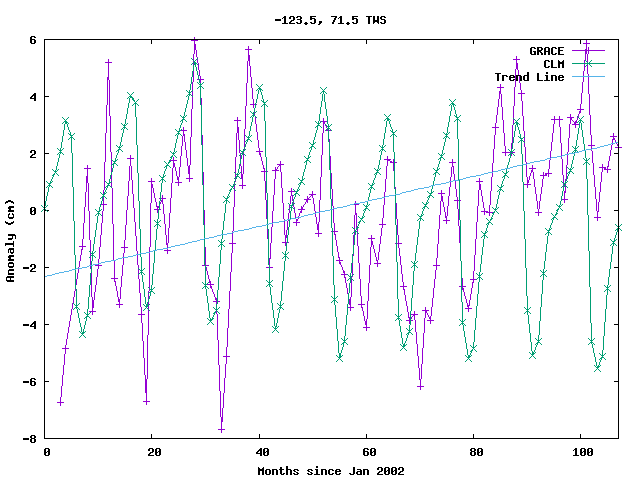 -123.5, 71.5 TWS
GRACE
CLM
Trend Line
6
4
2
0
-2
-4
-6
-8
Anomaly (cm)
0 20 40 60 80 100
Months since Jan 2002